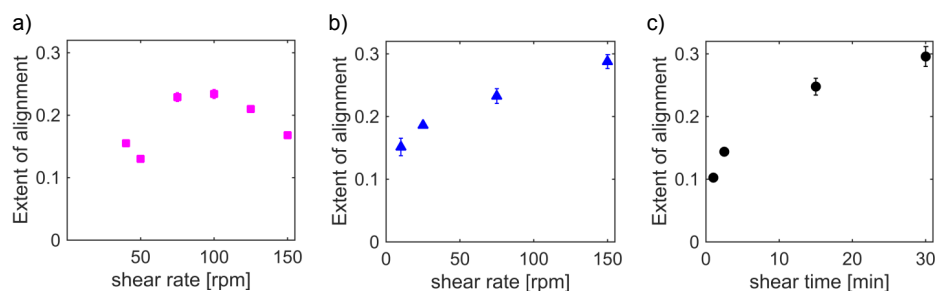 a)
Extent of alignment
0.3
0.2
0.1
0
50
100
150
shear rate [rpm]
b)
Extent of alignment
0.3
0.2
0.1
0
0
50
100
150
shear rate [rpm]
c)
Extent of alignment
0.3
0.2
0.1
0
0
10
20
30
shear time [min]